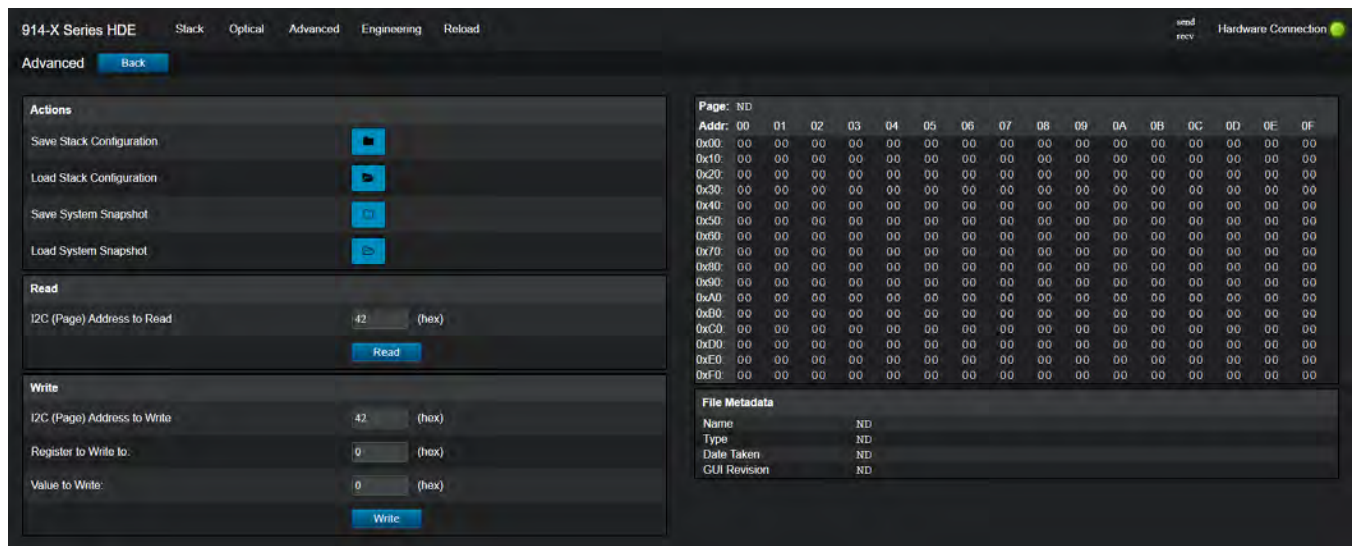 914-X Series HDE Stack Optical Advanced Engineering Reload send recv Hardware Connection
Advanced Back
Actions
Save Stack Configuration
Load Stack Configuration
Save System Snapshot
Load System Snapshot
Read
I2C (Page) Address to Read 42 (hex)
Read
Write
I2C (Page) Address to Write 42 (hex)
Register to Write to: 0 (hex)
Value to Write: 0 (hex)
Write
Page: ND
Addr: 00 01 02 03 04 05 06 07 08 09 0A 0B 0C 0D 0E 0F
0x00: 00 00 00 00 00 00 00 00 00 00 00 00 00 00 00 00
0x10: 00 00 00 00 00 00 00 00 00 00 00 00 00 00 00 00
0x20: 00 00 00 00 00 00 00 00 00 00 00 00 00 00 00 00
0x30: 00 00 00 00 00 00 00 00 00 00 00 00 00 00 00 00
0x40: 00 00 00 00 00 00 00 00 00 00 00 00 00 00 00 00
0x50: 00 00 00 00 00 00 00 00 00 00 00 00 00 00 00 00
0x60: 00 00 00 00 00 00 00 00 00 00 00 00 00 00 00 00
0x70: 00 00 00 00 00 00 00 00 00 00 00 00 00 00 00 00
0x80: 00 00 00 00 00 00 00 00 00 00 00 00 00 00 00 00
0x90: 00 00 00 00 00 00 00 00 00 00 00 00 00 00 00 00
0xA0: 00 00 00 00 00 00 00 00 00 00 00 00 00 00 00 00
0xB0: 00 00 00 00 00 00 00 00 00 00 00 00 00 00 00 00
0xC0: 00 00 00 00 00 00 00 00 00 00 00 00 00 00 00 00
0xD0: 00 00 00 00 00 00 00 00 00 00 00 00 00 00 00 00
0xE0: 00 00 00 00 00 00 00 00 00 00 00 00 00 00 00 00
0xF0: 00 00 00 00 00 00 00 00 00 00 00 00 00 00 00 00
File Metadata
Name ND
Type ND
Date Taken ND
GUI Revision ND